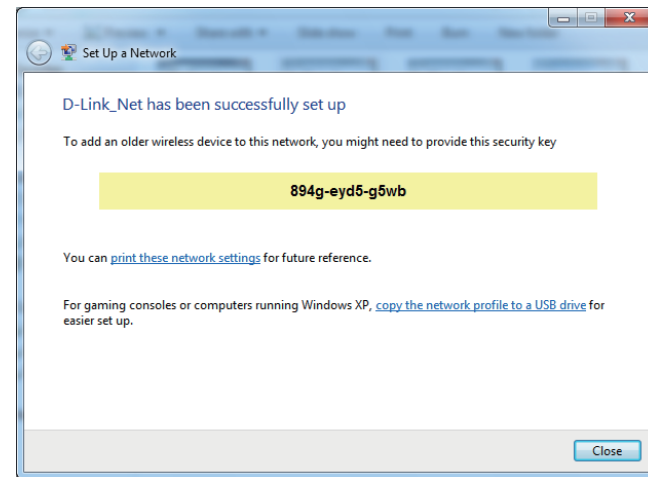 Set Up a Network
D-Link_Net has been successfully set up
To add an older wireless device to this network, you might need to provide this security key
894g-eyd5-g5wb
You can print these network settings for future reference.
For gaming consoles or computers running Windows XP, copy the network profile to a USB drive for
easier set up.
Close